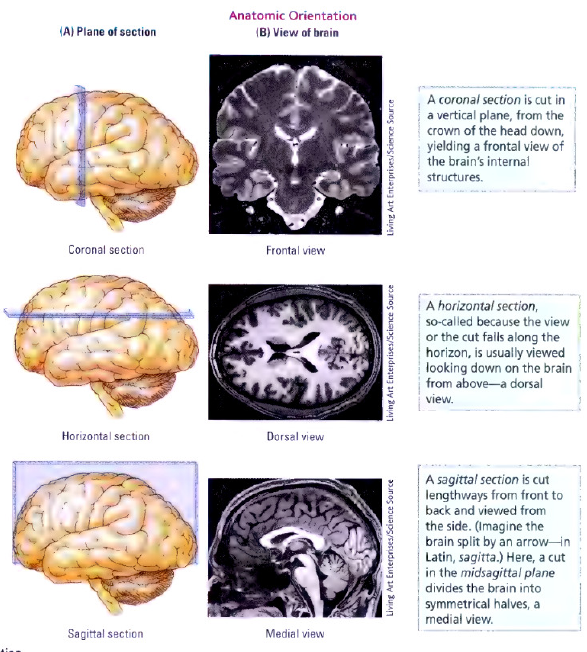 Anatomic Orientation
(A) Plane of section
(B) View of brain
Living Art Enterprises/Science Source
A coronal section is cut in
a vertical plane, from the
crown of the head down,
yielding a frontal view of
the brain's internal
structures.
Coronal section
Frontal view
Living Art Enterprises/Science Source
A horizontal section,
so-called because the view
or the cut falls along the
horizon, is usually viewed
looking down on the brain
from above—a dorsal
view.
Horizontal section
Dorsal view
Living Art Enterprises/Science Source
A sagittal section is cut
lengthways from front to
back and viewed from
the side. (Imagine the
brain split by an arrow—in
Latin, sagitta.) Here, a cut
in the midsagittal plane
divides the brain into
symmetrical halves, a
medial view.
Sagittal section
Medial view